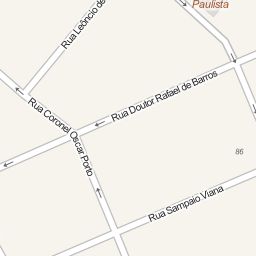 Paulista
Rua Leôncio de
Rua Doutor Rafael de Barros
Rua Coronel Oscar Porto
86
Rua Sampaio Viana